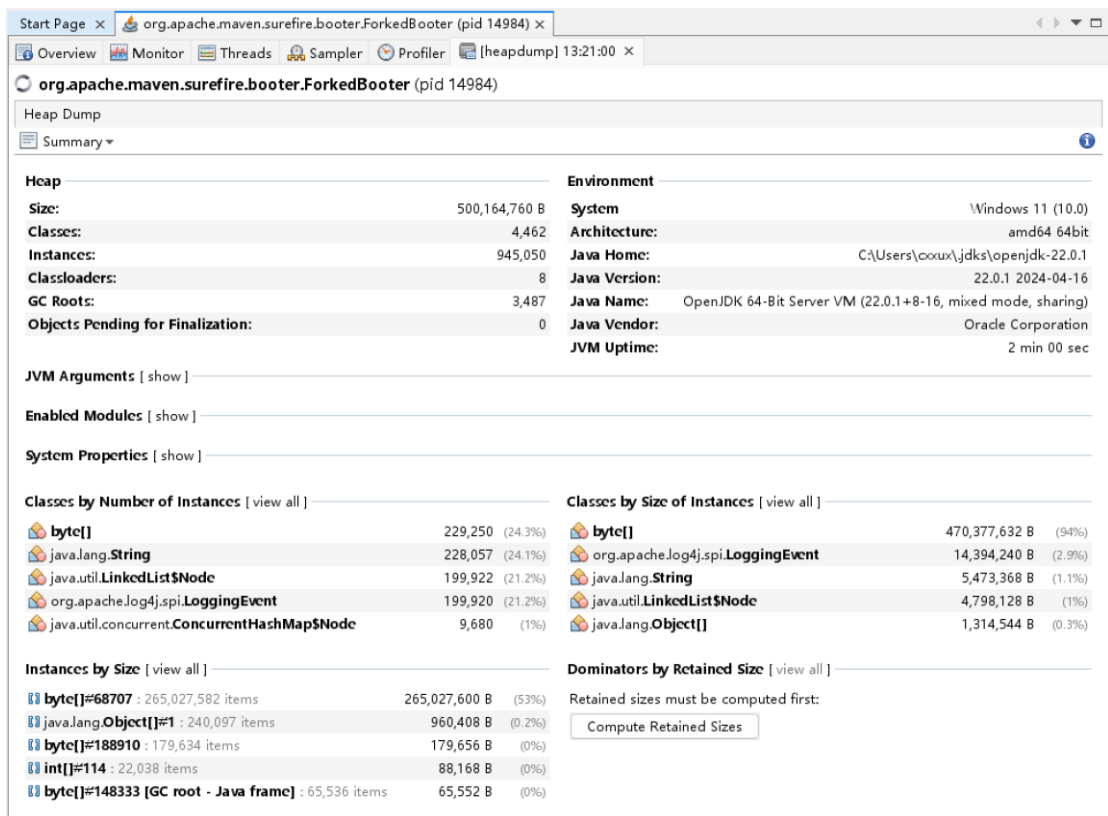 Start Page × org.apache.maven.surefire.booter.ForkedBooter (pid 14984) ×
Overview Monitor Threads Sampler Profiler [heapdump] 13:21:00 ×
org.apache.maven.surefire.booter.ForkedBooter (pid 14984)
Heap Dump
Summary
Heap
Size: 500,164,760 B
Classes: 4,462
Instances: 945,050
Classloaders: 8
GC Roots: 3,487
Objects Pending for Finalization: 0
Environment
System Windows 11 (10.0)
Architecture: amd64 64bit
Java Home: C:\Users\cxxux\.jdks\openjdk-22.0.1
Java Version: 22.0.1 2024-04-16
Java Name: OpenJDK 64-Bit Server VM (22.0.1+8-16, mixed mode, sharing)
Java Vendor: Oracle Corporation
JVM Uptime: 2 min 00 sec
JVM Arguments [ show ]
Enabled Modules [ show ]
System Properties [ show ]
Classes by Number of Instances [ view all ]
byte[] 229,250 (24.3%)
java.lang.String 228,057 (24.1%)
java.util.LinkedList$Node 199,922 (21.2%)
org.apache.log4j.spi.LoggingEvent 199,920 (21.2%)
java.util.concurrent.ConcurrentHashMap$Node 9,680 (1%)
Classes by Size of Instances [ view all ]
byte[] 470,377,632 B (94%)
org.apache.log4j.spi.LoggingEvent 14,394,240 B (2.9%)
java.lang.String 5,473,368 B (1.1%)
java.util.LinkedList$Node 4,798,128 B (1%)
java.lang.Object[] 1,314,544 B (0.3%)
Instances by Size [ view all ]
byte[]#68707 : 265,027,582 items 265,027,600 B (53%)
java.lang.Object[]#1 : 240,097 items 960,408 B (0.2%)
byte[]#188910 : 179,634 items 179,656 B (0%)
int[]#114 : 22,038 items 88,168 B (0%)
byte[]#148333 [GC root - Java frame] : 65,536 items 65,552 B (0%)
Dominators by Retained Size [ view all ]
Retained sizes must be computed first:
Compute Retained Sizes